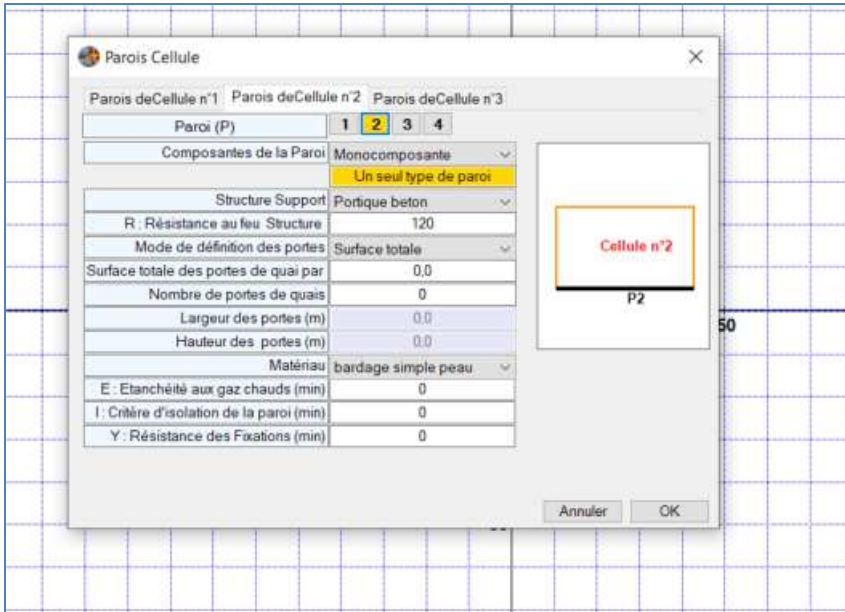 Parois Cellule
Parois deCellule n°1 Parois deCellule n°2 Parois deCellule n°3
Paroi (P) 1 2 3 4
Composantes de la Paroi Monocomposante
Un seul type de paroi
Structure Support Portique beton
R : Résistance au feu Structure 120
Mode de définition des portes Surface totale
Surface totale des portes de quai par 0,0
Nombre de portes de quais 0
Largeur des portes (m) 0.0
Hauteur des portes (m) 0.0
Matériau bardage simple peau
E : Etanchéité aux gaz chauds (min) 0
I : Critère d'isolation de la paroi (min) 0
Y : Résistance des Fixations (min) 0
Cellule n°2
P2
50
Annuler OK